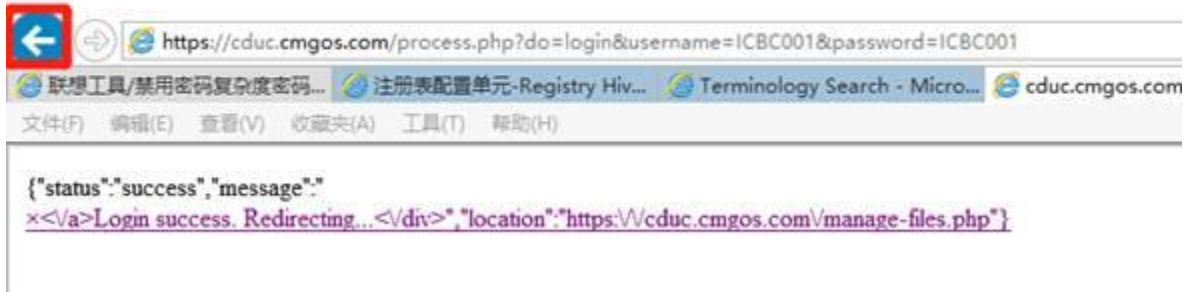 https://cduc.cmgos.com/process.php?do=login&username=ICBC001&password=ICBC001
联想工具/禁用密码复杂度密码... 注册表配置单元-Registry Hiv... Terminology Search - Micro... cduc.cmgos.com
文件(F) 编辑(E) 查看(V) 收藏夹(A) 工具(T) 帮助(H)
{"status":"success","message":"
×<\/a>Login success. Redirecting...<\/div>","location":"https:\/\/cduc.cmgos.com\/manage-files.php"}